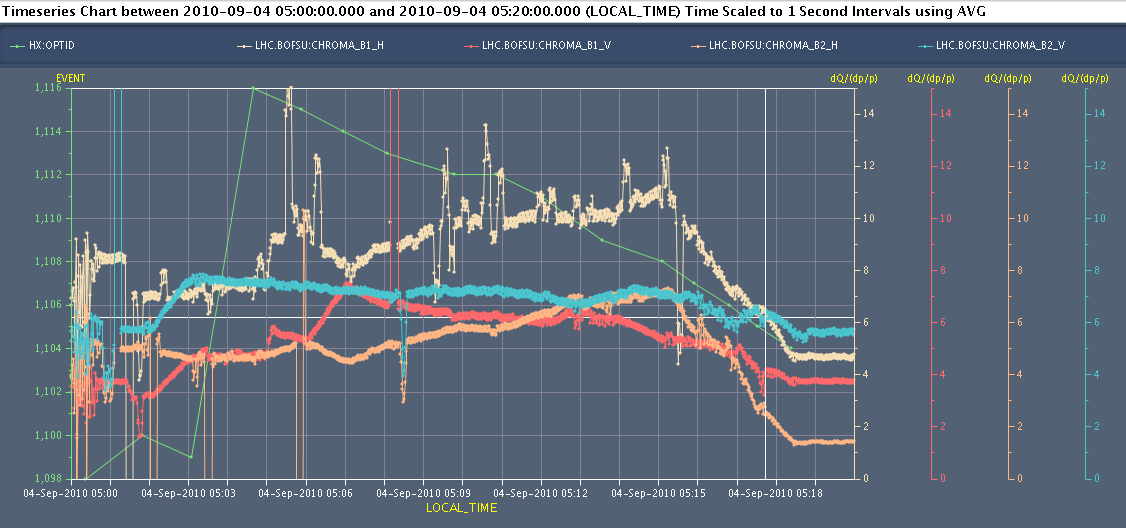 Timeseries Chart between 2010-09-04 05:00:00.000 and 2010-09-04 05:20:00.000 (LOCAL_TIME) Time Scaled to 1 Second Intervals using AVG
HX:OPTID LHC.BOFSU:CHROMA_B1_H LHC.BOFSU:CHROMA_B1_V LHC.BOFSU:CHROMA_B2_H LHC.BOFSU:CHROMA_B2_V
EVENT dQ/(dp/p) dQ/(dp/p) dQ/(dp/p) dQ/(dp/p)
1,116
14 14 14 14
1,114
12 12 12 12
1,112
1,110 10 10 10 10
1,108 8 8 8 8
1,106
6 6 6 6
1,104
4 4 4 4
1,102
2 2 2 2
1,100
1,098 0 0 0 0
04-Sep-2010 05:00 04-Sep-2010 05:03 04-Sep-2010 05:06 04-Sep-2010 05:09 04-Sep-2010 05:12 04-Sep-2010 05:15 04-Sep-2010 05:18
LOCAL_TIME